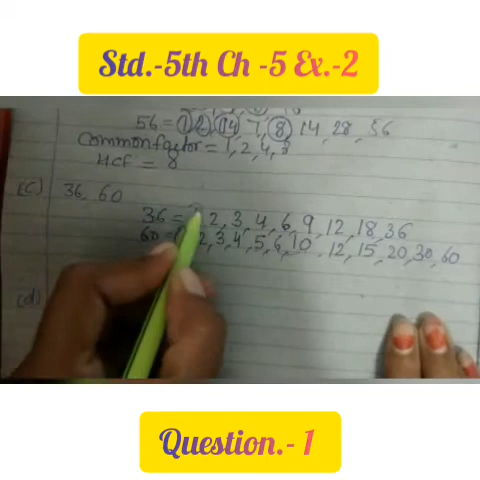 Std.-5th Ch -5 Ex.-2
56 = 1, 2, 14, 7, 8, 14, 28, 56
Common factor = 1, 2, 4, 8
HCF = 8
(C) 36, 60
36 = 2, 3, 4, 6, 9, 12, 18, 36
60 = 2, 3, 4, 5, 6, 10, 12, 15, 20, 30, 60
(d)
Question.- 1